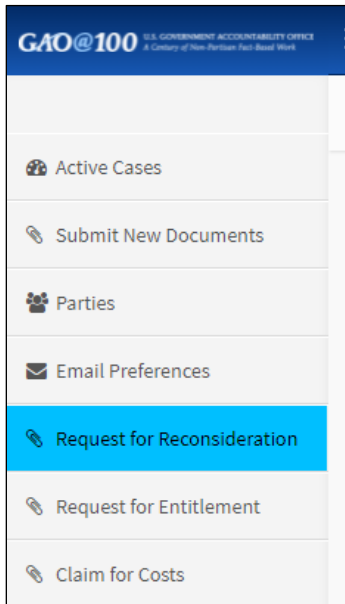 GAO@100 U.S. GOVERNMENT ACCOUNTABILITY OFFICE
A Century of Non-Partisan Fact-Based Work
Active Cases
Submit New Documents
Parties
Email Preferences
Request for Reconsideration
Request for Entitlement
Claim for Costs